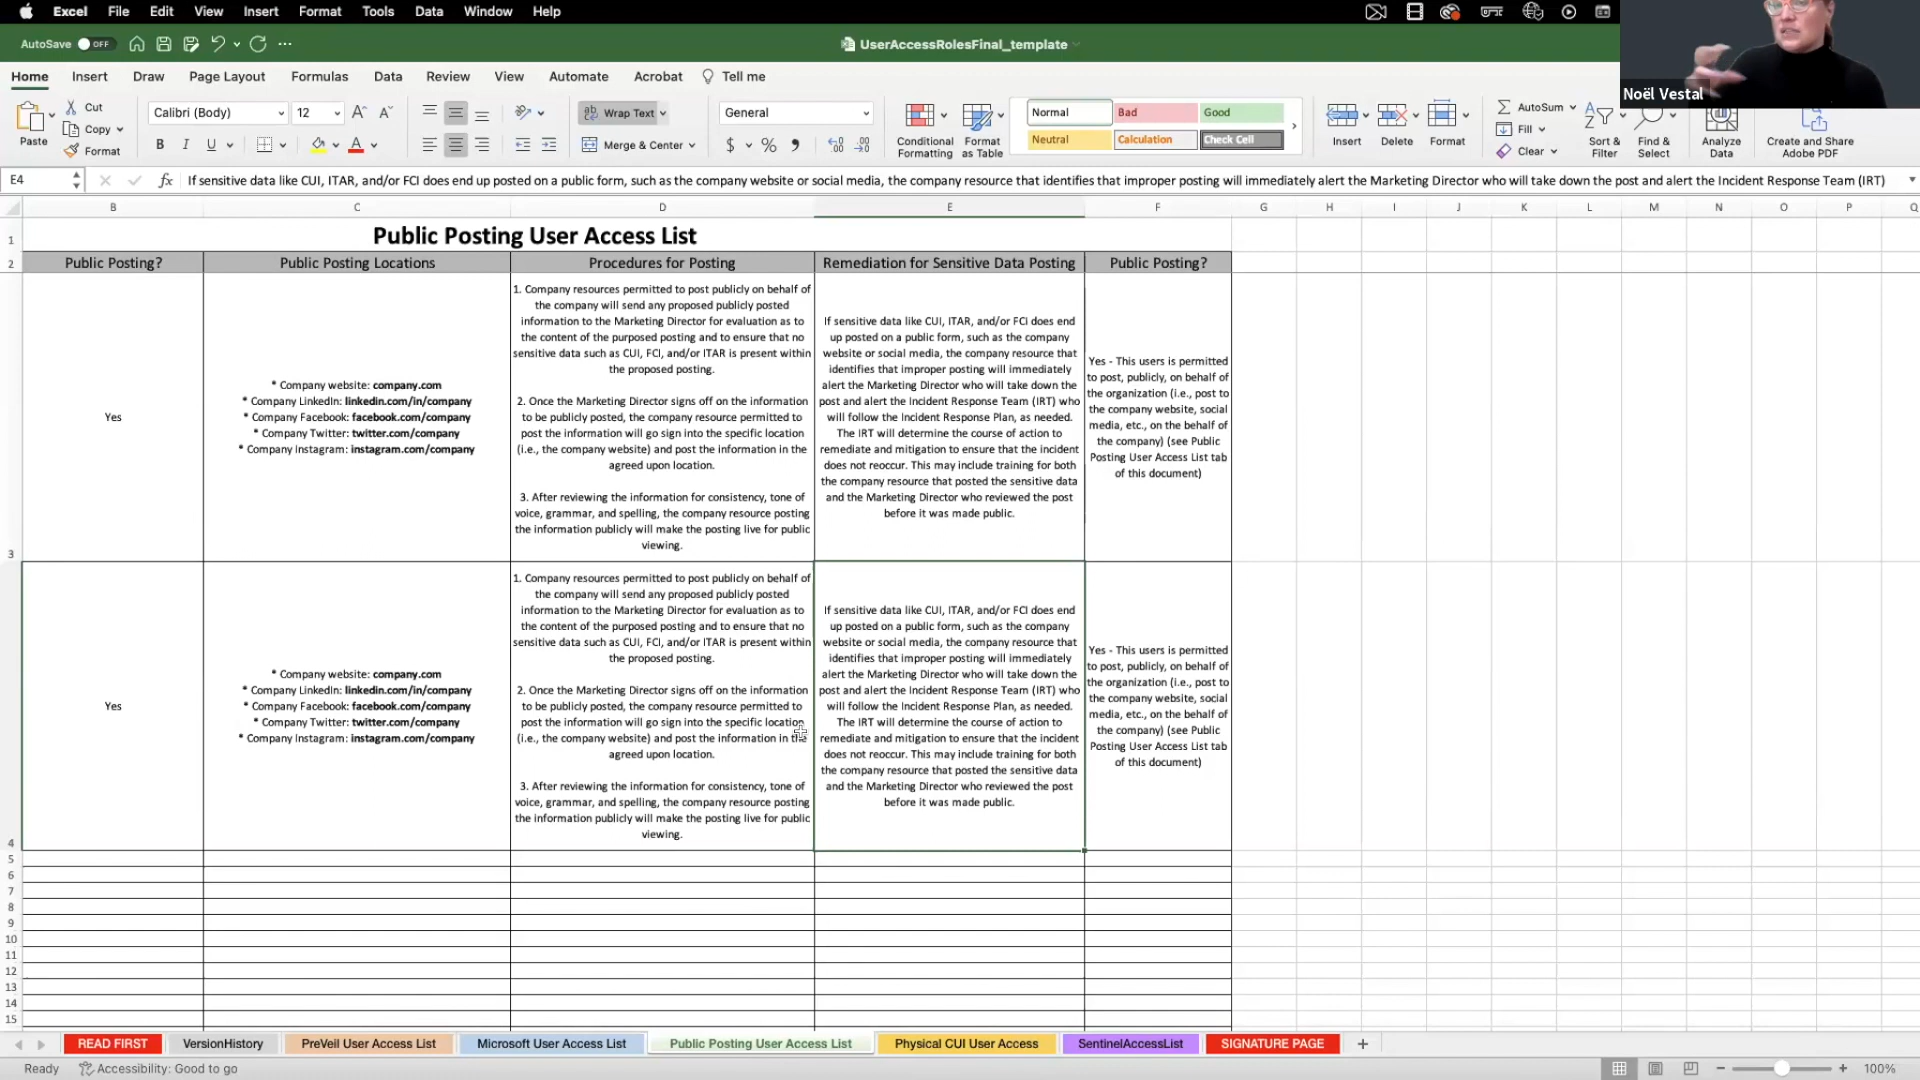 Excel File Edit View Insert Format Tools Data Window Help
AutoSave OFF
UserAccessRolesFinal_template
Home Insert Draw Page Layout Formulas Data Review View Automate Acrobat Tell me
Noël Vestal
Paste
Cut
Copy
Format
Calibri (Body) 12
Wrap Text
Merge & Center
General
Conditional Formatting
Format as Table
Normal Bad Good
Neutral Calculation Check Cell
Insert Delete Format
AutoSum
Fill
Clear
Sort & Filter
Find & Select
Analyze Data
Create and Share Adobe PDF
E4
fx If sensitive data like CUI, ITAR, and/or FCI does end up posted on a public form, such as the company website or social media, the company resource that identifies that improper posting will immediately alert the Marketing Director who will take down the post and alert the Incident Response Team (IRT)
B C D E F G H I J K L M N O P Q
1
Public Posting User Access List
2
Public Posting? Public Posting Locations Procedures for Posting Remediation for Sensitive Data Posting Public Posting?
3
Yes
* Company website: company.com
* Company LinkedIn: linkedin.com/in/company
* Company Facebook: facebook.com/company
* Company Twitter: twitter.com/company
* Company Instagram: instagram.com/company
1. Company resources permitted to post publicly on behalf of
the company will send any proposed publicly posted
information to the Marketing Director for evaluation as to
the content of the purposed posting and to ensure that no
sensitive data such as CUI, FCI, and/or ITAR is present within
the proposed posting.
2. Once the Marketing Director signs off on the information
to be publicly posted, the company resource permitted to
post the information will go sign into the specific location
(i.e., the company website) and post the information in the
agreed upon location.
3. After reviewing the information for consistency, tone of
voice, grammar, and spelling, the company resource posting
the information publicly will make the posting live for public
viewing.
If sensitive data like CUI, ITAR, and/or FCI does end
up posted on a public form, such as the company
website or social media, the company resource that
identifies that improper posting will immediately
alert the Marketing Director who will take down the
post and alert the Incident Response Team (IRT) who
will follow the Incident Response Plan, as needed.
The IRT will determine the course of action to
remediate and mitigation to ensure that the incident
does not reoccur. This may include training for both
the company resource that posted the sensitive data
and the Marketing Director who reviewed the post
before it was made public.
Yes - This users is permitted
to post, publicly, on behalf of
the organization (i.e., post to
the company website, social
media, etc., on the behalf of
the company) (see Public
Posting User Access List tab
of this document)
4
Yes
* Company website: company.com
* Company LinkedIn: linkedin.com/in/company
* Company Facebook: facebook.com/company
* Company Twitter: twitter.com/company
* Company Instagram: instagram.com/company
1. Company resources permitted to post publicly on behalf of
the company will send any proposed publicly posted
information to the Marketing Director for evaluation as to
the content of the purposed posting and to ensure that no
sensitive data such as CUI, FCI, and/or ITAR is present within
the proposed posting.
2. Once the Marketing Director signs off on the information
to be publicly posted, the company resource permitted to
post the information will go sign into the specific location
(i.e., the company website) and post the information in the
agreed upon location.
3. After reviewing the information for consistency, tone of
voice, grammar, and spelling, the company resource posting
the information publicly will make the posting live for public
viewing.
If sensitive data like CUI, ITAR, and/or FCI does end
up posted on a public form, such as the company
website or social media, the company resource that
identifies that improper posting will immediately
alert the Marketing Director who will take down the
post and alert the Incident Response Team (IRT) who
will follow the Incident Response Plan, as needed.
The IRT will determine the course of action to
remediate and mitigation to ensure that the incident
does not reoccur. This may include training for both
the company resource that posted the sensitive data
and the Marketing Director who reviewed the post
before it was made public.
Yes - This users is permitted
to post, publicly, on behalf of
the organization (i.e., post to
the company website, social
media, etc., on the behalf of
the company) (see Public
Posting User Access List tab
of this document)
5
6
7
8
9
10
11
12
13
14
15
READ FIRST VersionHistory PreVeil User Access List Microsoft User Access List Public Posting User Access List Physical CUI User Access SentinelAccessList SIGNATURE PAGE
Ready Accessibility: Good to go 100%